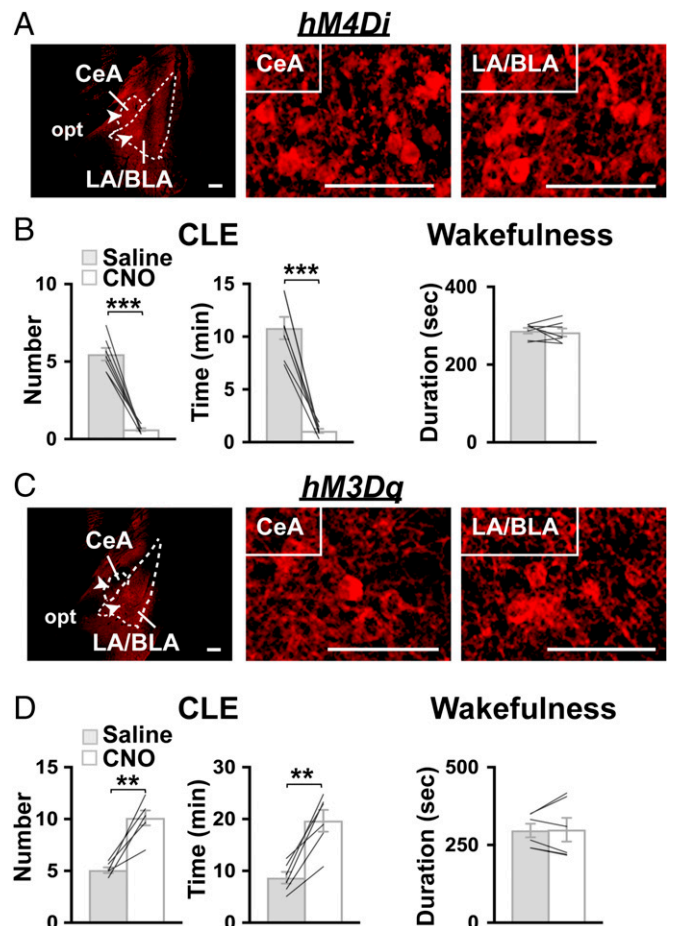 A
hM4Di
CeA
opt
LA/BLA
CeA
LA/BLA
B
CLE
Wakefulness
Saline
CNO
10
5
0
Number
***
15
10
5
0
Time (min)
***
400
200
0
Duration (sec)
C
hM3Dq
CeA
opt
LA/BLA
CeA
LA/BLA
D
CLE
Wakefulness
Saline
CNO
15
10
5
0
Number
**
30
20
10
0
Time (min)
**
500
250
0
Duration (sec)